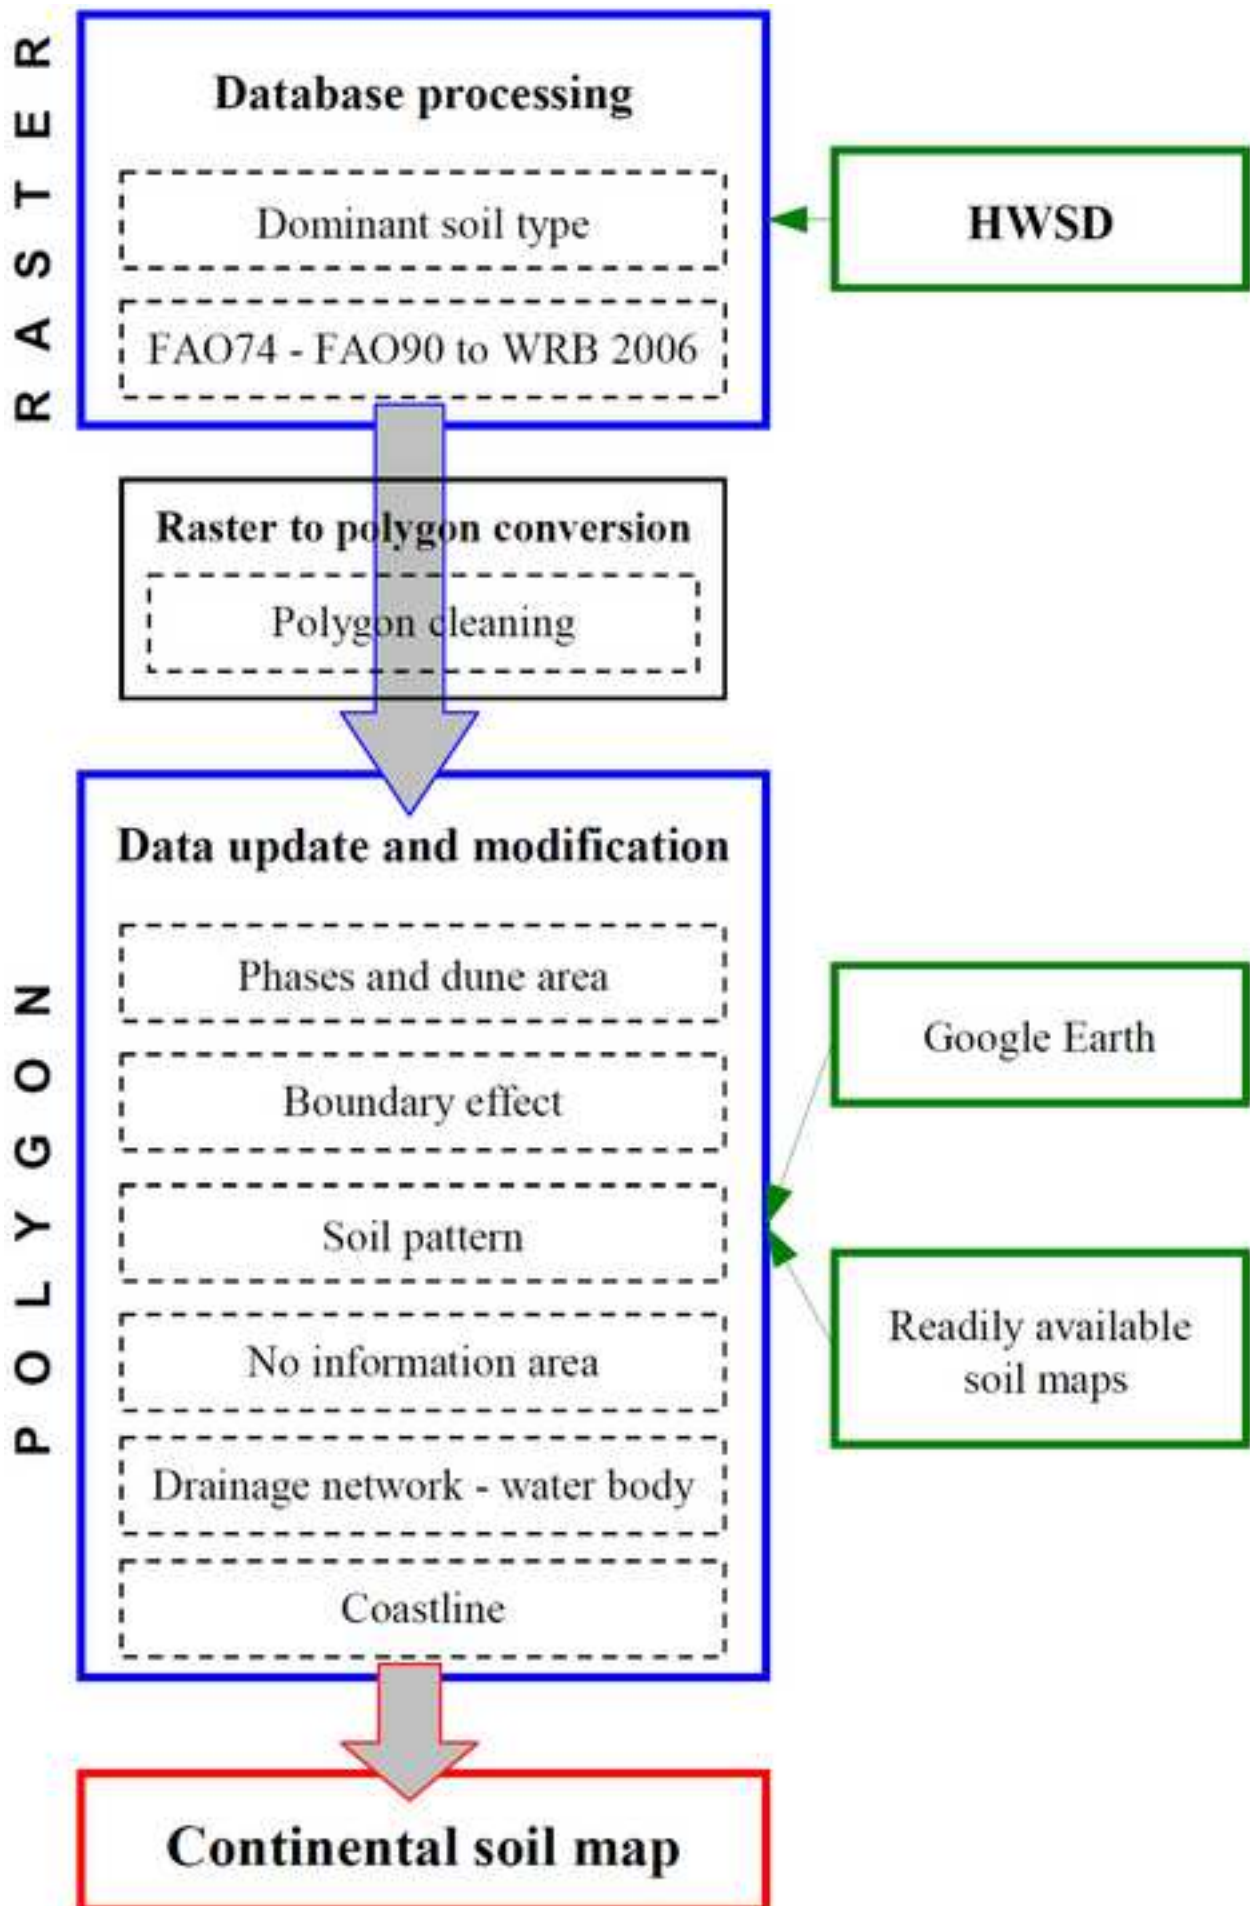 RASTER
Database processing
Dominant soil type
FAO74 - FAO90 to WRB 2006
HWSD
Raster to polygon conversion
Polygon cleaning
POLYGON
Data update and modification
Phases and dune area
Boundary effect
Soil pattern
No information area
Drainage network - water body
Coastline
Google Earth
Readily available
soil maps
Continental soil map